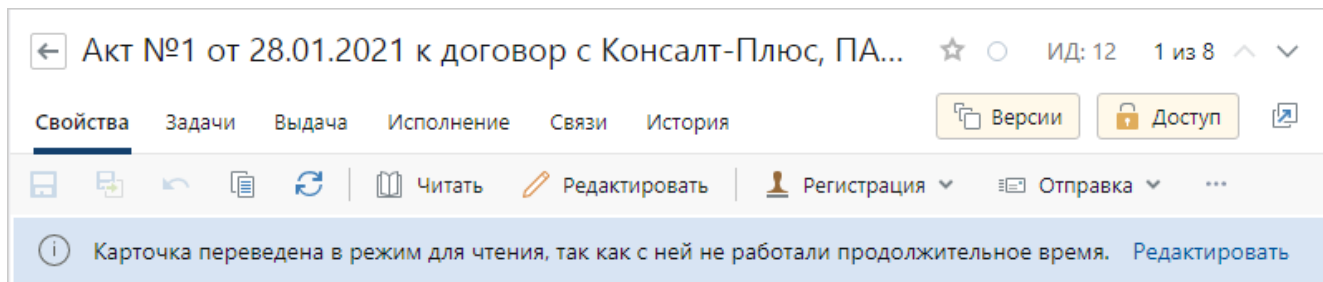 Акт №1 от 28.01.2021 к договор с Консалт-Плюс, ПА... ИД: 12 1 из 8
Свойства Задачи Выдача Исполнение Связи История Версии Доступ
Читать Редактировать Регистрация Отправка ...
Карточка переведена в режим для чтения, так как с ней не работали продолжительное время. Редактировать